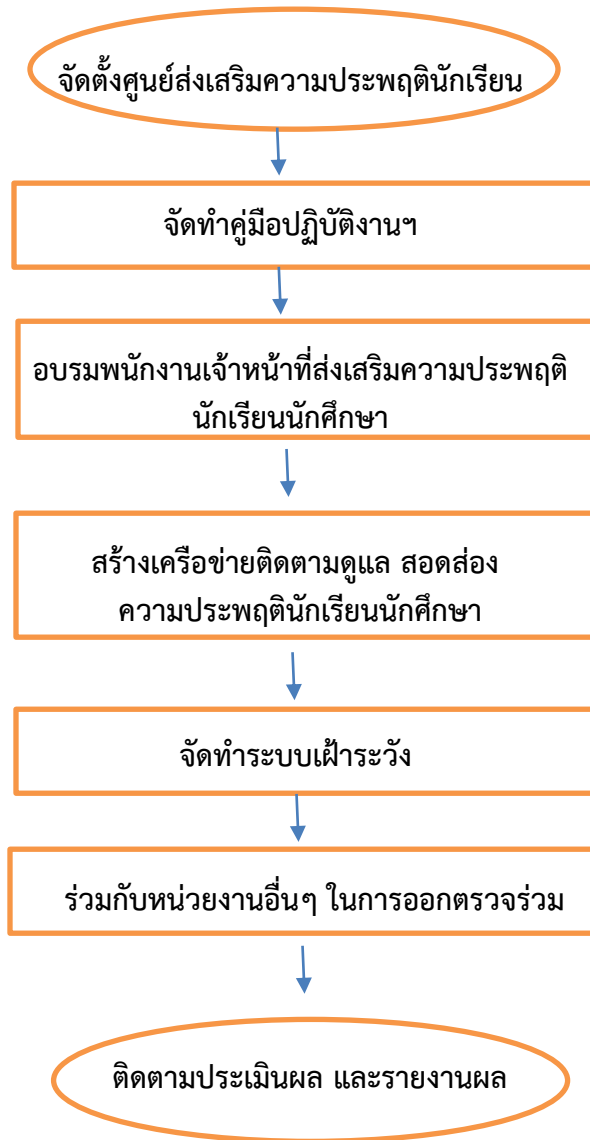 จัดตั้งศูนย์ส่งเสริมความประพฤตินักเรียน
จัดทำคู่มือปฏิบัติงานฯ
อบรมพนักงานเจ้าหน้าที่ส่งเสริมความประพฤติ
นักเรียนนักศึกษา
สร้างเครือข่ายติดตามดูแล สอดส่อง
ความประพฤตินักเรียนนักศึกษา
จัดทำระบบเฝ้าระวัง
ร่วมกับหน่วยงานอื่นๆ ในการออกตรวจร่วม
ติดตามประเมินผล และรายงานผล